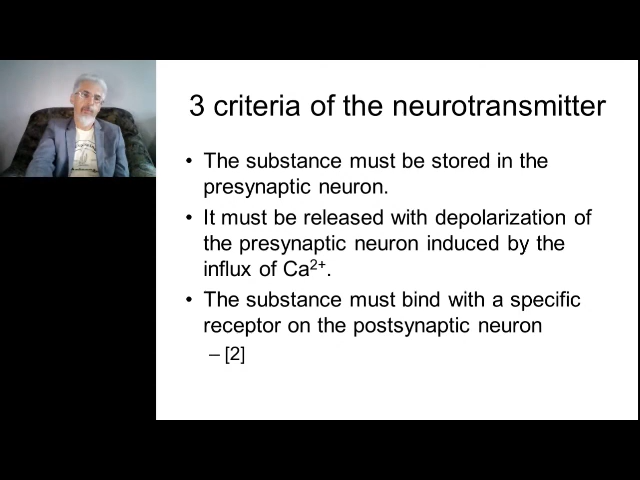 3 criteria of the neurotransmitter
• The substance must be stored in the
presynaptic neuron.
• It must be released with depolarization of
the presynaptic neuron induced by the
influx of Ca2+.
• The substance must bind with a specific
receptor on the postsynaptic neuron
– [2]